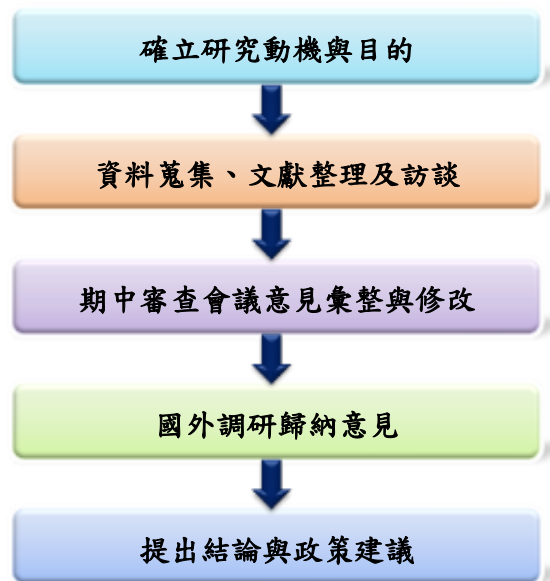 確立研究動機與目的
資料蒐集、文獻整理及訪談
期中審查會議意見彙整與修改
國外調研歸納意見
提出結論與政策建議